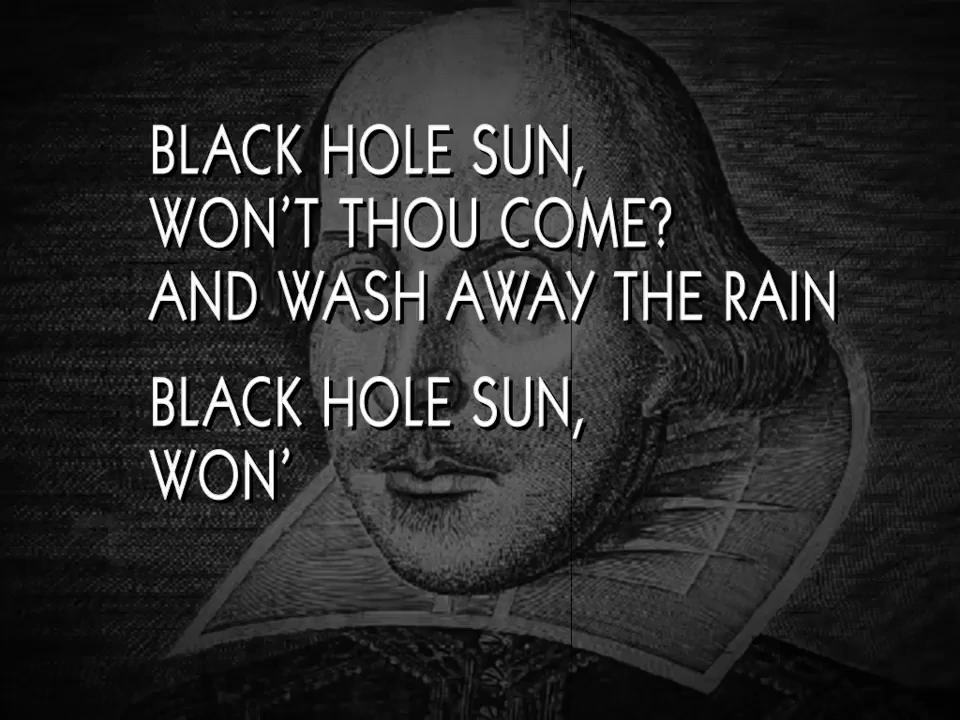 BLACK HOLE SUN,
WON’T THOU COME?
AND WASH AWAY THE RAIN
BLACK HOLE SUN,
WON’